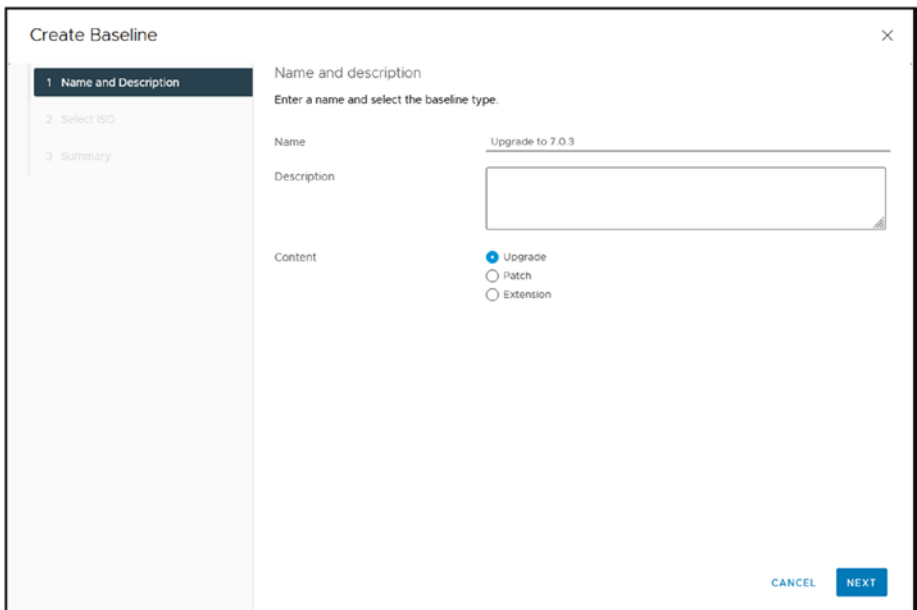 Create Baseline
1 Name and Description
2 Select ISO
3 Summary
Name and description
Enter a name and select the baseline type.
Name
Upgrade to 7.0.3
Description
Content
Upgrade
Patch
Extension
CANCEL
NEXT